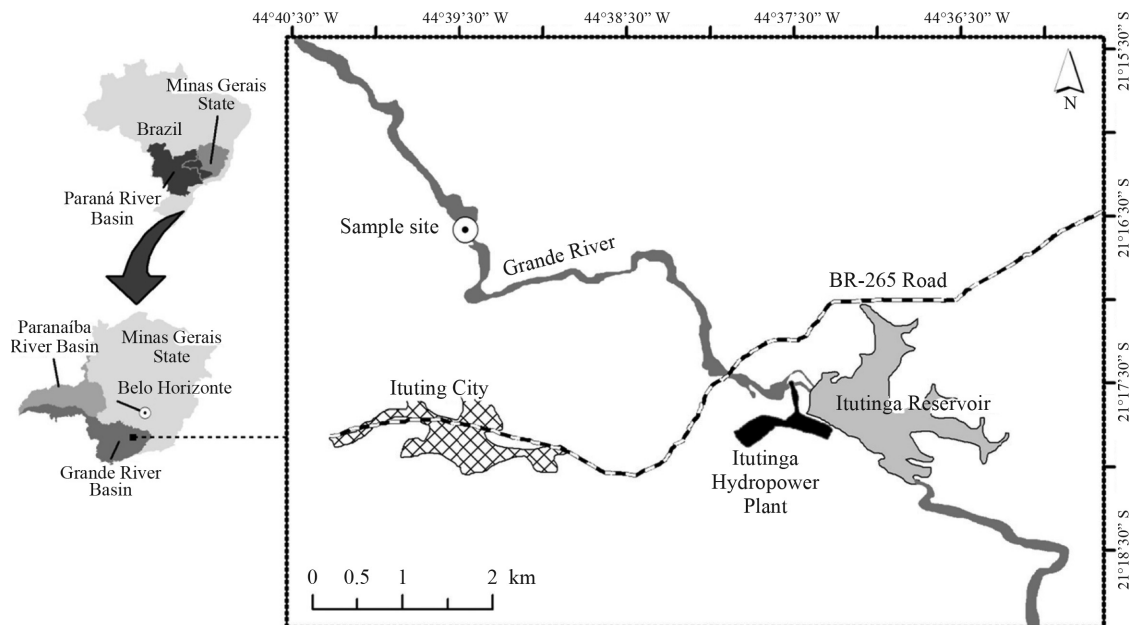 44°40'30” W
44°39'30” W
44°38'30” W
44°37'30” W
44°36'30” W
21°15'30” S
21°16'30” S
21°17'30” S
21°18'30” S
N
Minas Gerais
State
Brazil
Paraná River
Basin
Paranaíba
River Basin
Minas Gerais
State
Belo Horizonte
Grande River
Basin
Sample site
Grande River
BR-265 Road
Ituting City
Itutinga Reservoir
Itutinga
Hydropower
Plant
0 0.5 1 2 km